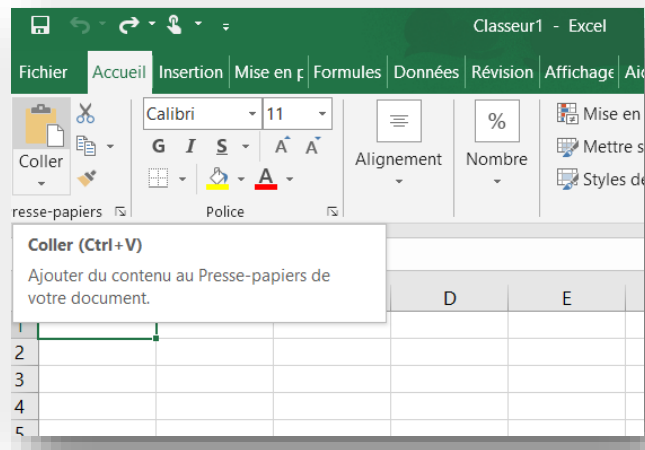 Classeur1 - Excel
Fichier Accueil Insertion Mise en p Formules Données Révision Affichage Aic
Coller
Calibri 11
G I S A A
A
Alignement
%
Nombre
Mise en
Mettre s
Styles de
resse-papiers Police
Coller (Ctrl+V)
Ajouter du contenu au Presse-papiers de
votre document.
D E
1
2
3
4
5